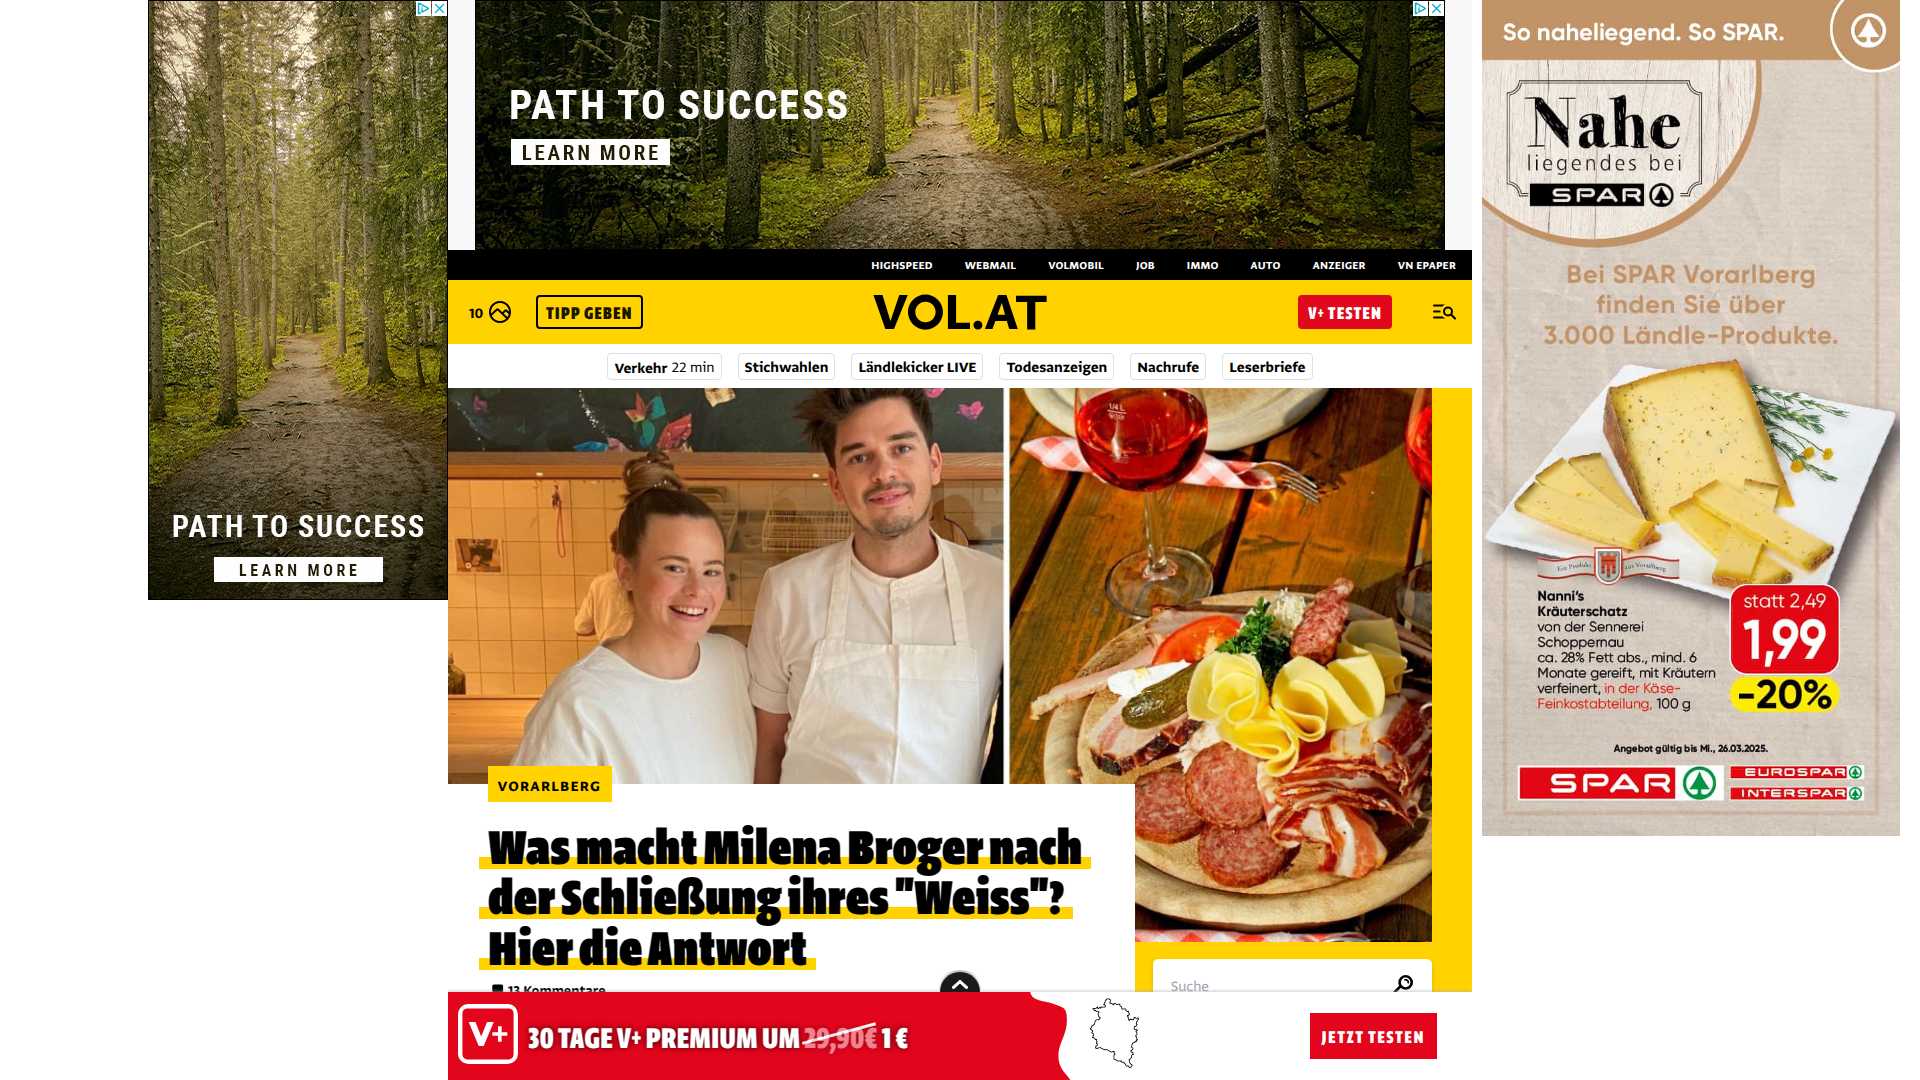 PATH TO SUCCESS
LEARN MORE
PATH TO SUCCESS
LEARN MORE
HIGHSPEED WEBMAIL VOLMOBIL JOB IMMO AUTO ANZEIGER VN EPAPER
10 TIPP GEBEN VOL.AT V+ TESTEN
Verkehr 22 min Stichwahlen Ländlekicker LIVE Todesanzeigen Nachrufe Leserbriefe
1/4 L
VORARLBERG
Was macht Milena Broger nach
der Schließung ihres "Weiss"?
Hier die Antwort
13 Kommentare
Suche
V+ 30 TAGE V+ PREMIUM UM 29,90€ 1 €
JETZT TESTEN
So naheliegend. So SPAR.
Nahe
liegendes bei
SPAR
Bei SPAR Vorarlberg
finden Sie über
3.000 Ländle-Produkte.
Ein Produkt aus Vorarlberg
Nanni's
Kräuterschatz
von der Sennerei
Schoppernau
ca. 28% Fett abs., mind. 6
Monate gereift, mit Kräutern
verfeinert, in der Käse-
Feinkostabteilung, 100 g
statt 2,49
1,99
-20%
Angebot gültig bis Mi., 26.03.2025.
SPAR
EUROSPAR
INTERSPAR